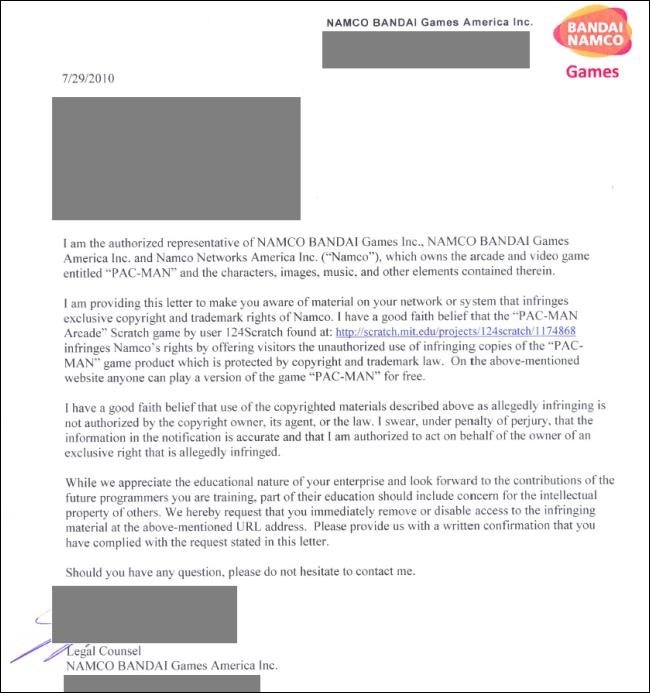 NAMCO BANDAI Games America Inc.
BANDAI
NAMCO
Games
7/29/2010
I am the authorized representative of NAMCO BANDAI Games Inc., NAMCO BANDAI Games
America Inc. and Namco Networks America Inc. (“Namco”), which owns the arcade and video game
entitled “PAC-MAN” and the characters, images, music, and other elements contained therein.
I am providing this letter to make you aware of material on your network or system that infringes
exclusive copyright and trademark rights of Namco. I have a good faith belief that the “PAC-MAN
Arcade” Scratch game by user 124Scratch found at: http://scratch.mit.edu/projects/124scratch/1174868
infringes Namco’s rights by offering visitors the unauthorized use of infringing copies of the “PAC-
MAN” game product which is protected by copyright and trademark law. On the above-mentioned
website anyone can play a version of the game “PAC-MAN” for free.
I have a good faith belief that use of the copyrighted materials described above as allegedly infringing is
not authorized by the copyright owner, its agent, or the law. I swear, under penalty of perjury, that the
information in the notification is accurate and that I am authorized to act on behalf of the owner of an
exclusive right that is allegedly infringed.
While we appreciate the educational nature of your enterprise and look forward to the contributions of the
future programmers you are training, part of their education should include concern for the intellectual
property of others. We hereby request that you immediately remove or disable access to the infringing
material at the above-mentioned URL address. Please provide us with a written confirmation that you
have complied with the request stated in this letter.
Should you have any question, please do not hesitate to contact me.
Legal Counsel
NAMCO BANDAI Games America Inc.